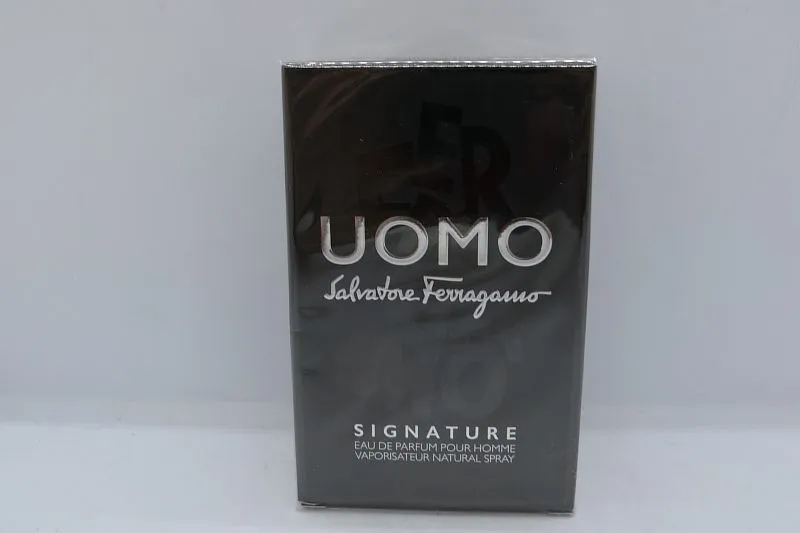 UOMO
Salvatore Ferragamo
SIGNATURE
EAU DE PARFUM POUR HOMME
VAPORISATEUR NATURAL SPRAY